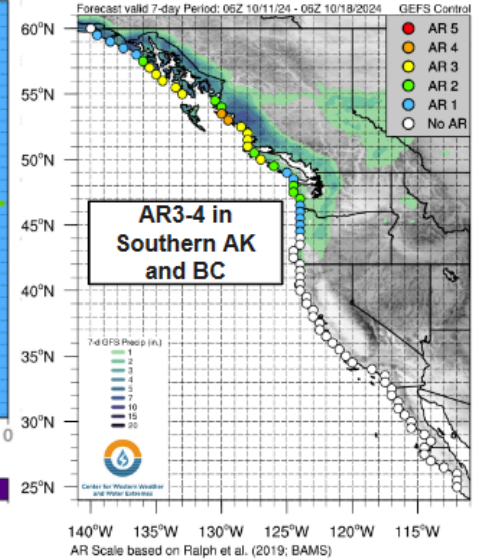 Forecast valid 7-day Period: 06Z 10/11/24 - 06Z 10/18/2024
GEFS Control
AR 5
AR 4
AR 3
AR 2
AR 1
No AR
60°N
55°N
50°N
45°N
40°N
35°N
30°N
25°N
AR3-4 in
Southern AK
and BC
7-d GFS Precip (in.)
1
2
3
4
5
7
10
15
20
Center for Western Weather
and Water Extremes
0
140°W
135°W
130°W
125°W
120°W
115°W
AR Scale based on Ralph et al. (2019; BAMS)